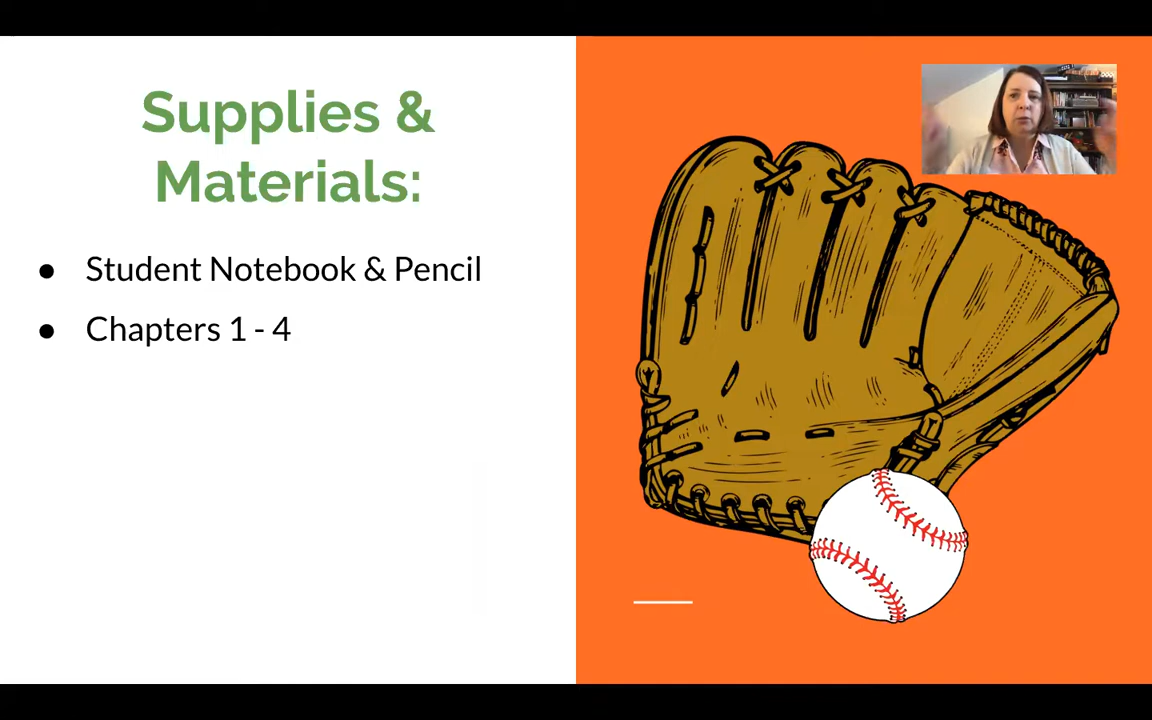 Supplies &
Materials:
● Student Notebook & Pencil
● Chapters 1 - 4